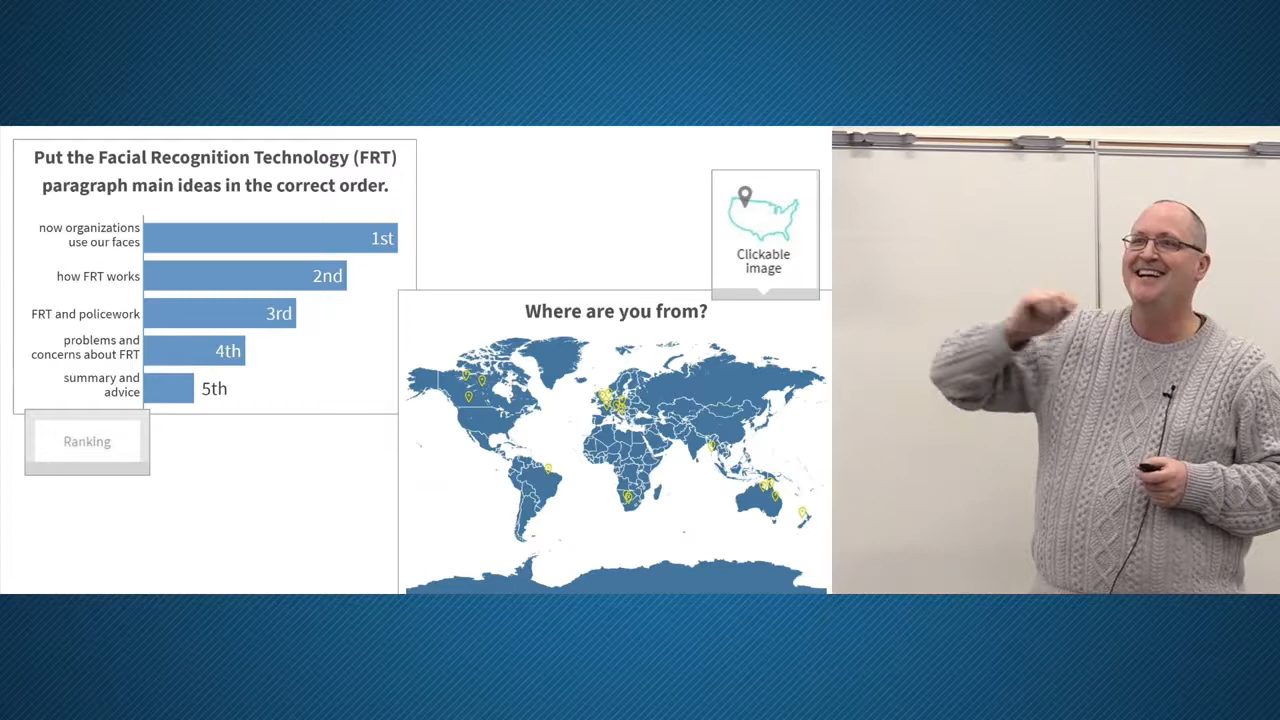 Put the Facial Recognition Technology (FRT)
paragraph main ideas in the correct order.
now organizations
use our faces
1st
how FRT works
2nd
FRT and policework
3rd
problems and
concerns about FRT
4th
summary and
advice
5th
Ranking
Clickable
image
Where are you from?